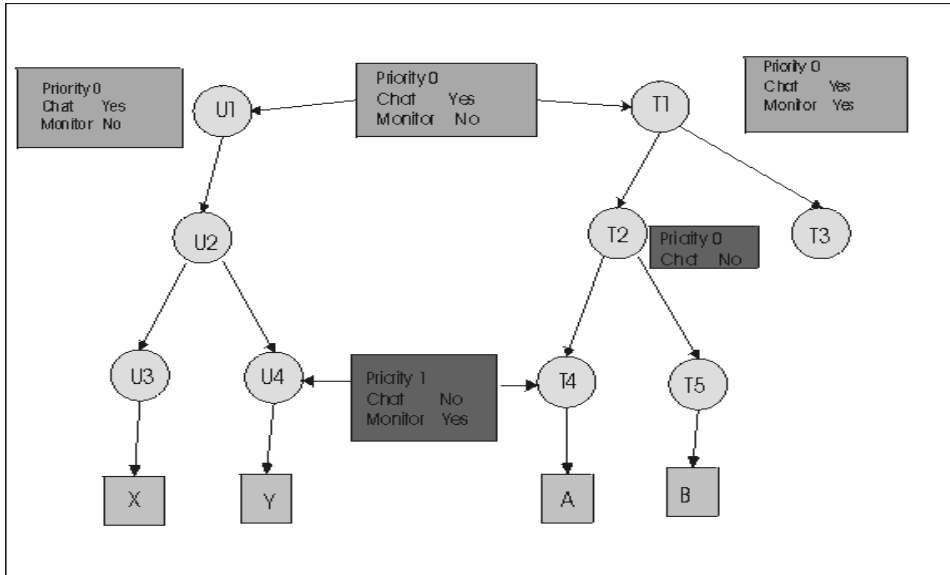 Priority 0
Chat Yes
Monitor No
U1
Priority 0
Chat Yes
Monitor No
T1
Priority 0
Chat Yes
Monitor Yes
U2
T2
Priority 0
Chat No
T3
U3
U4
Priority 1
Chat No
Monitor Yes
T4
T5
X
Y
A
B